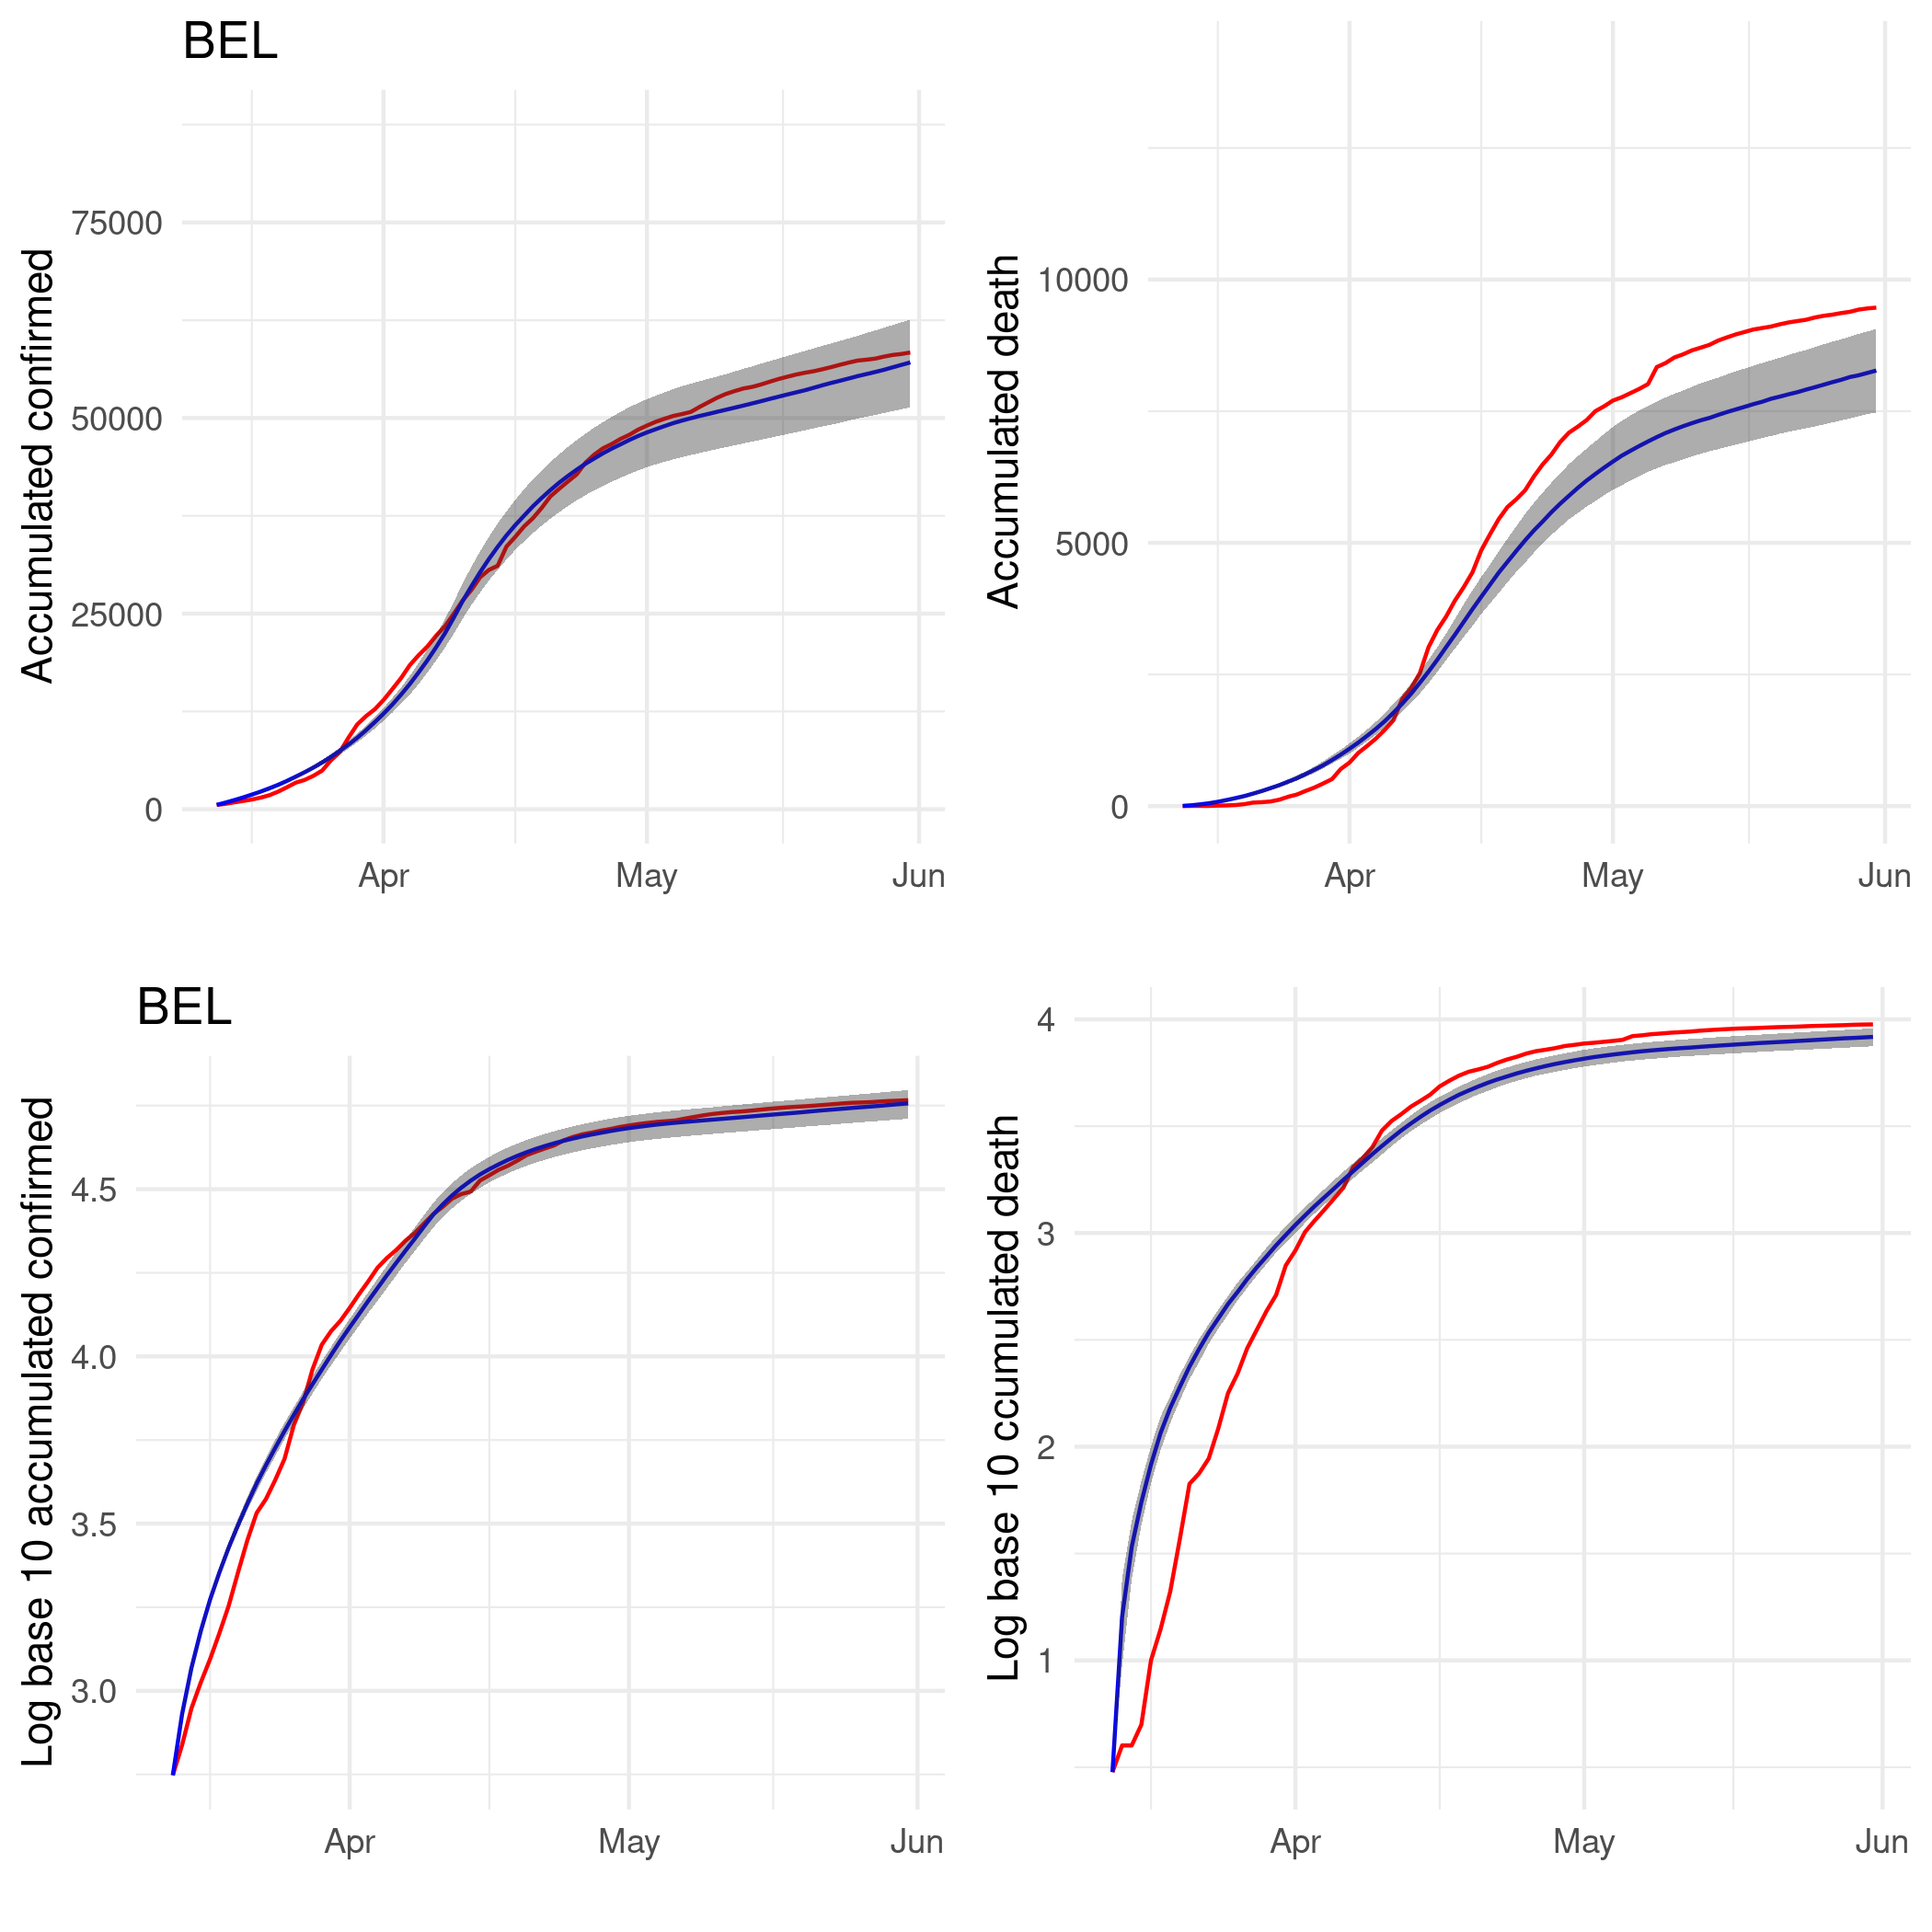 BEL
Accumulated confirmed
75000
50000
25000
0
Apr May Jun
Accumulated death
10000
5000
0
Apr May Jun
BEL
Log base 10 accumulated confirmed
4.5
4.0
3.5
3.0
Apr May Jun
Log base 10 ccumulated death
4
3
2
1
Apr May Jun